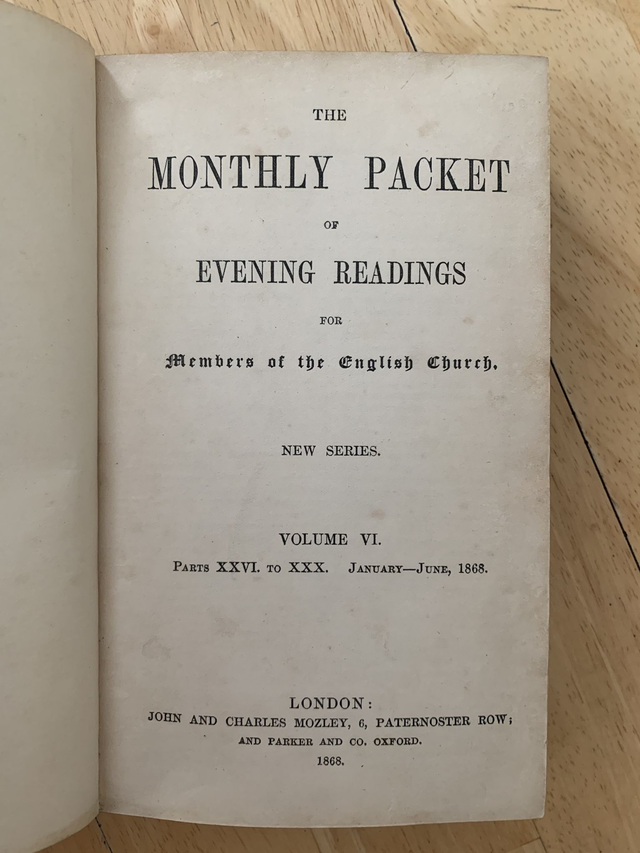 THE
MONTHLY PACKET
OF
EVENING READINGS
FOR
Members of the English Church.
NEW SERIES.
VOLUME VI.
PARTS XXVI. TO XXX. JANUARY—JUNE, 1868.
LONDON:
JOHN AND CHARLES MOZLEY, 6, PATERNOSTER ROW;
AND PARKER AND CO. OXFORD.
1868.